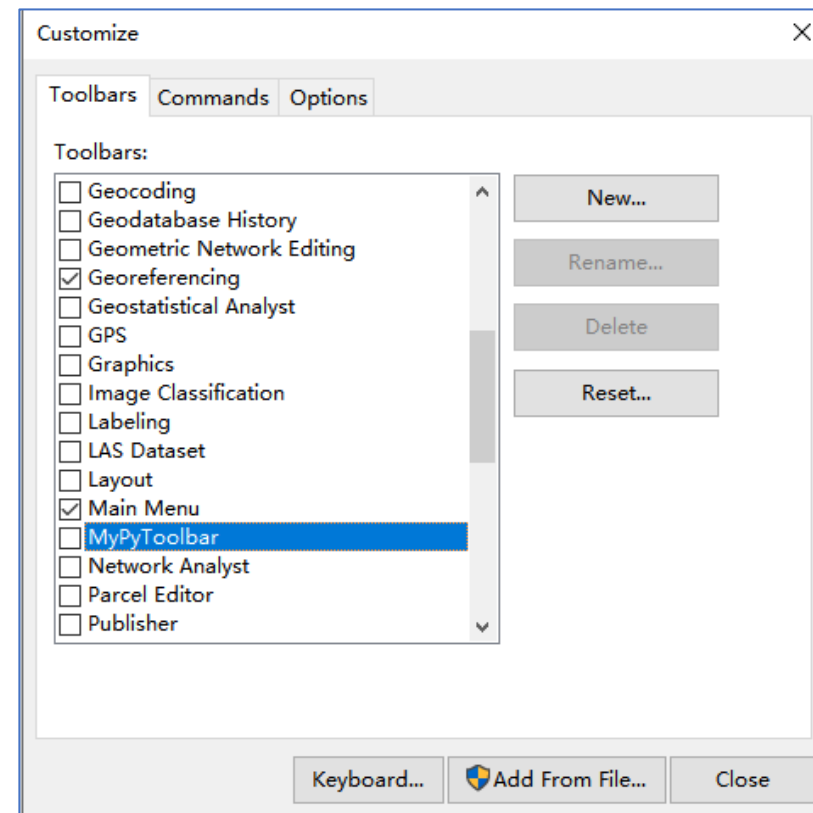 Customize
Toolbars Commands Options
Toolbars:
Geocoding
Geodatabase History
Geometric Network Editing
Georeferencing
Geostatistical Analyst
GPS
Graphics
Image Classification
Labeling
LAS Dataset
Layout
Main Menu
MyPyToolbar
Network Analyst
Parcel Editor
Publisher
New...
Rename...
Delete
Reset...
Keyboard... Add From File... Close